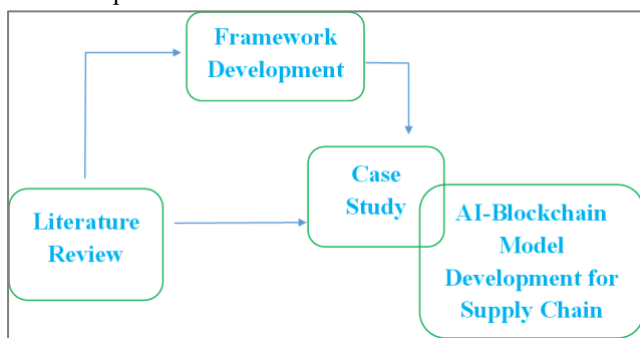 Framework
Development
Case
Study
Literature
Review
AI-Blockchain
Model
Development for
Supply Chain